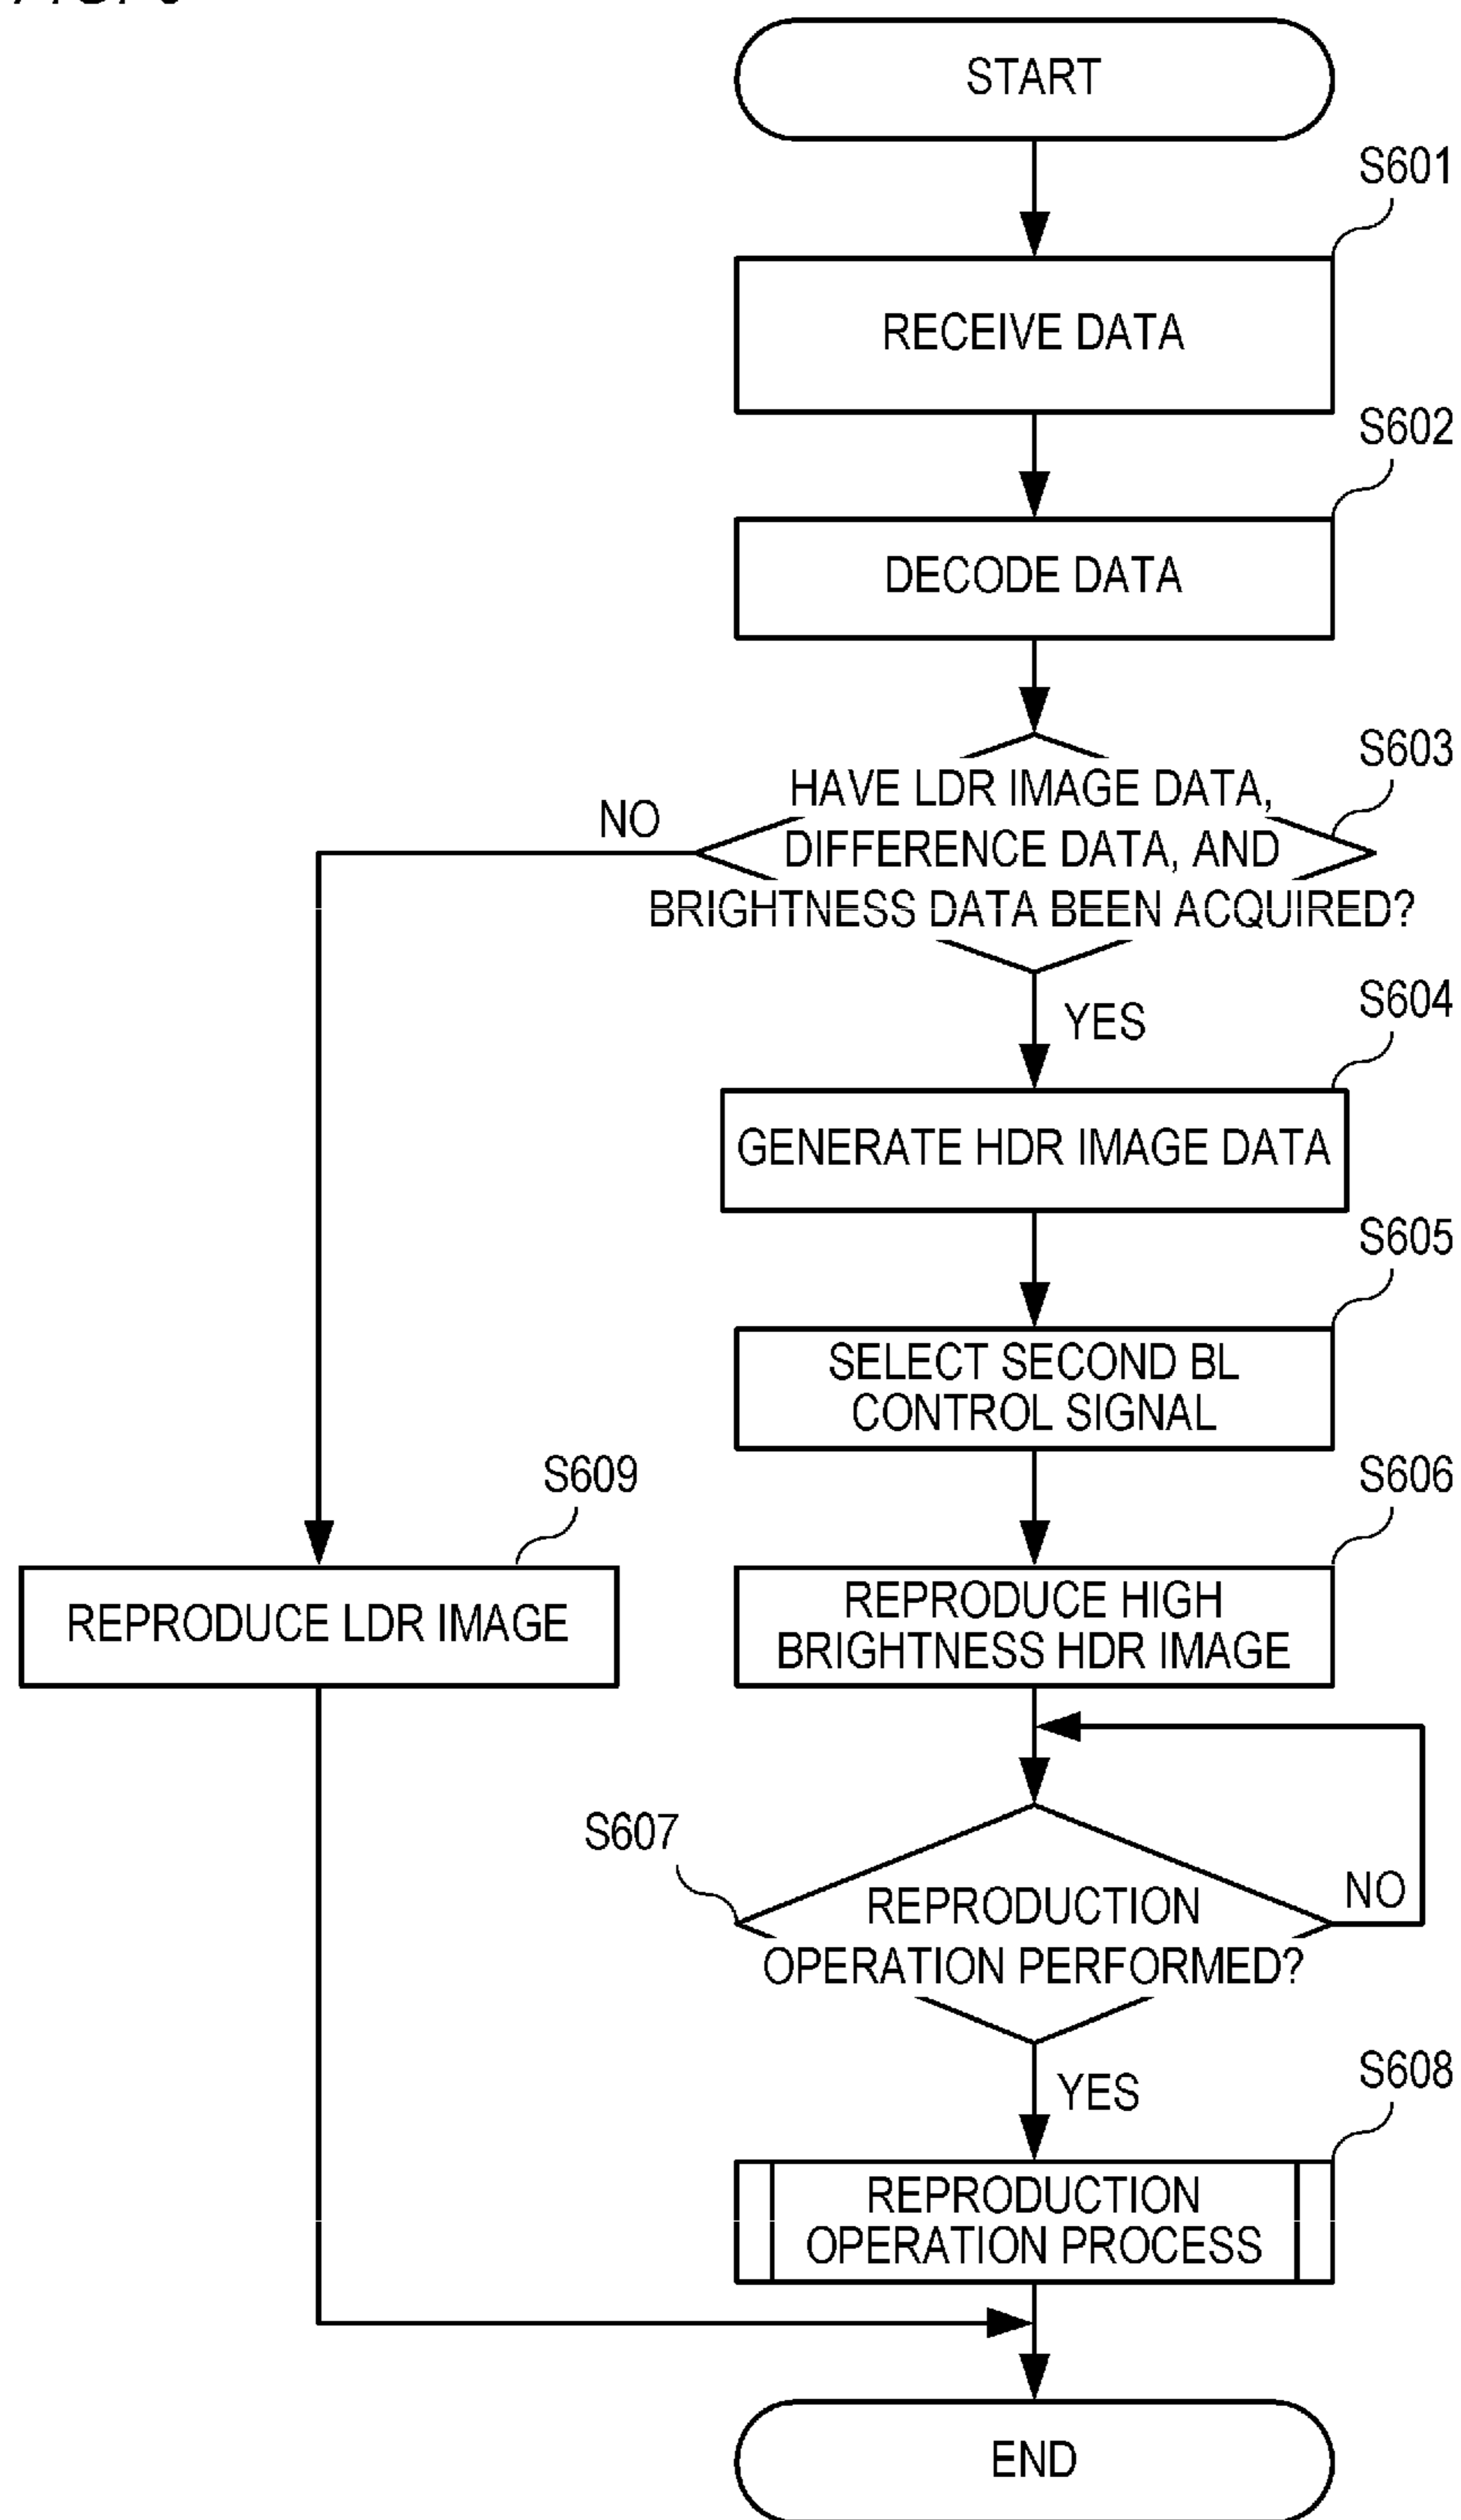 START
S601
RECEIVE DATA
S602
DECODE DATA
S603
HAVE LDR IMAGE DATA,
DIFFERENCE DATA, AND
BRIGHTNESS DATA BEEN ACQUIRED?
NO
YES
S604
GENERATE HDR IMAGE DATA
S605
SELECT SECOND BL
CONTROL SIGNAL
S609
REPRODUCE LDR IMAGE
S606
REPRODUCE HIGH
BRIGHTNESS HDR IMAGE
S607
REPRODUCTION
OPERATION PERFORMED?
NO
YES
S608
REPRODUCTION
OPERATION PROCESS
END